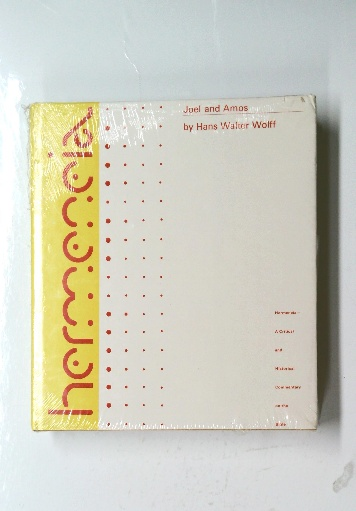 hermeneia
Joel and Amos
by Hans Walter Wolff
Hermeneia—
A Critical
and
Historical
Commentary
on the
Bible